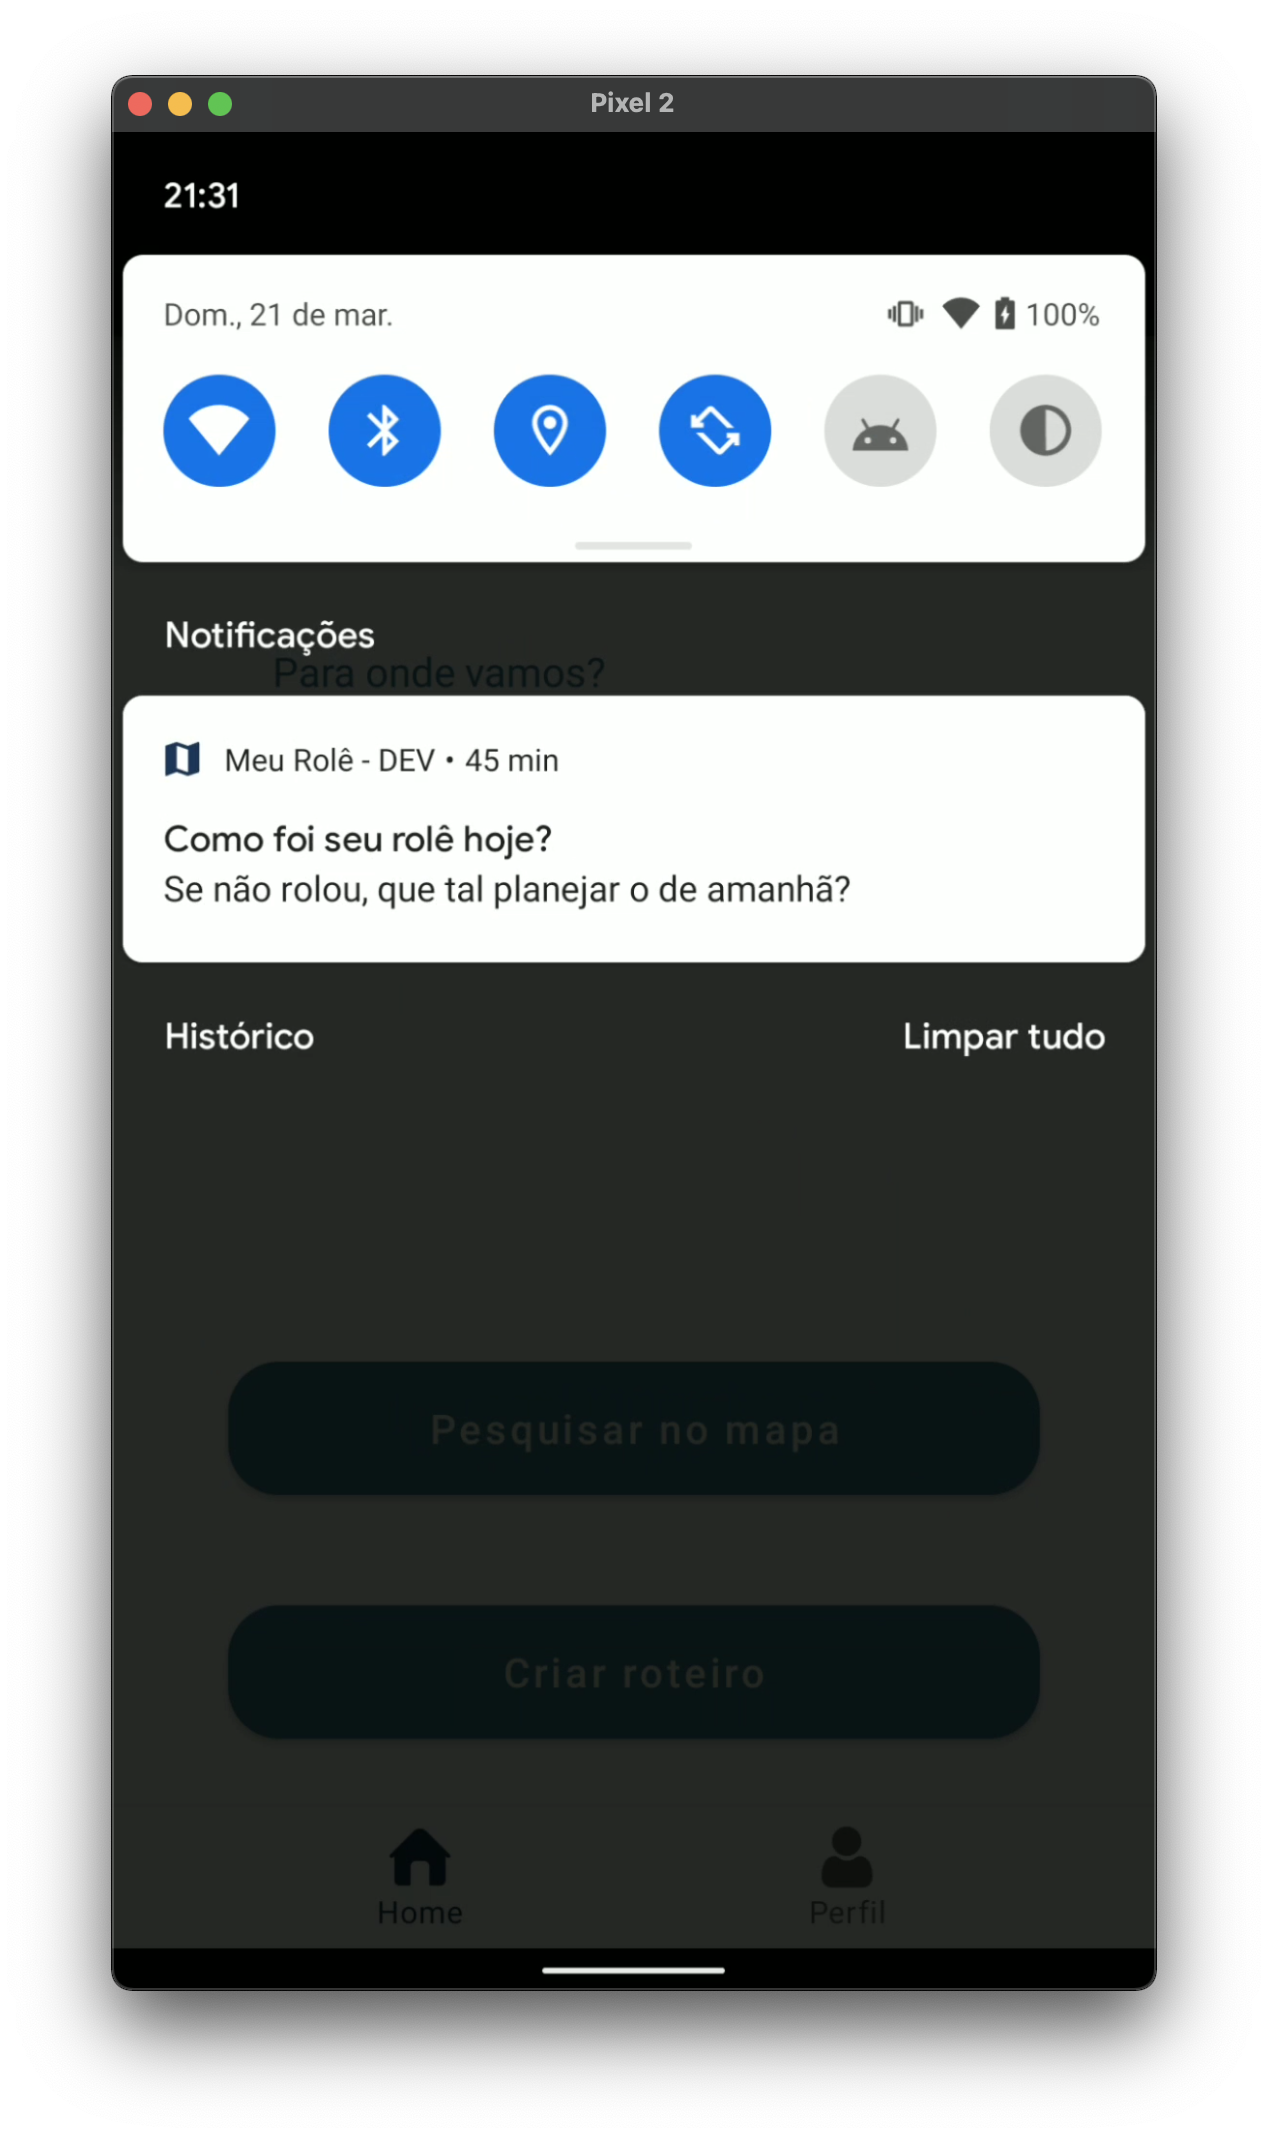 Pixel 2
21:31
Dom., 21 de mar.
100%
Notificações
Para onde vamos?
Meu Rolê - DEV • 45 min
Como foi seu rolê hoje?
Se não rolou, que tal planejar o de amanhã?
Histórico
Limpar tudo
Pesquisar no mapa
Criar roteiro
Home
Perfil